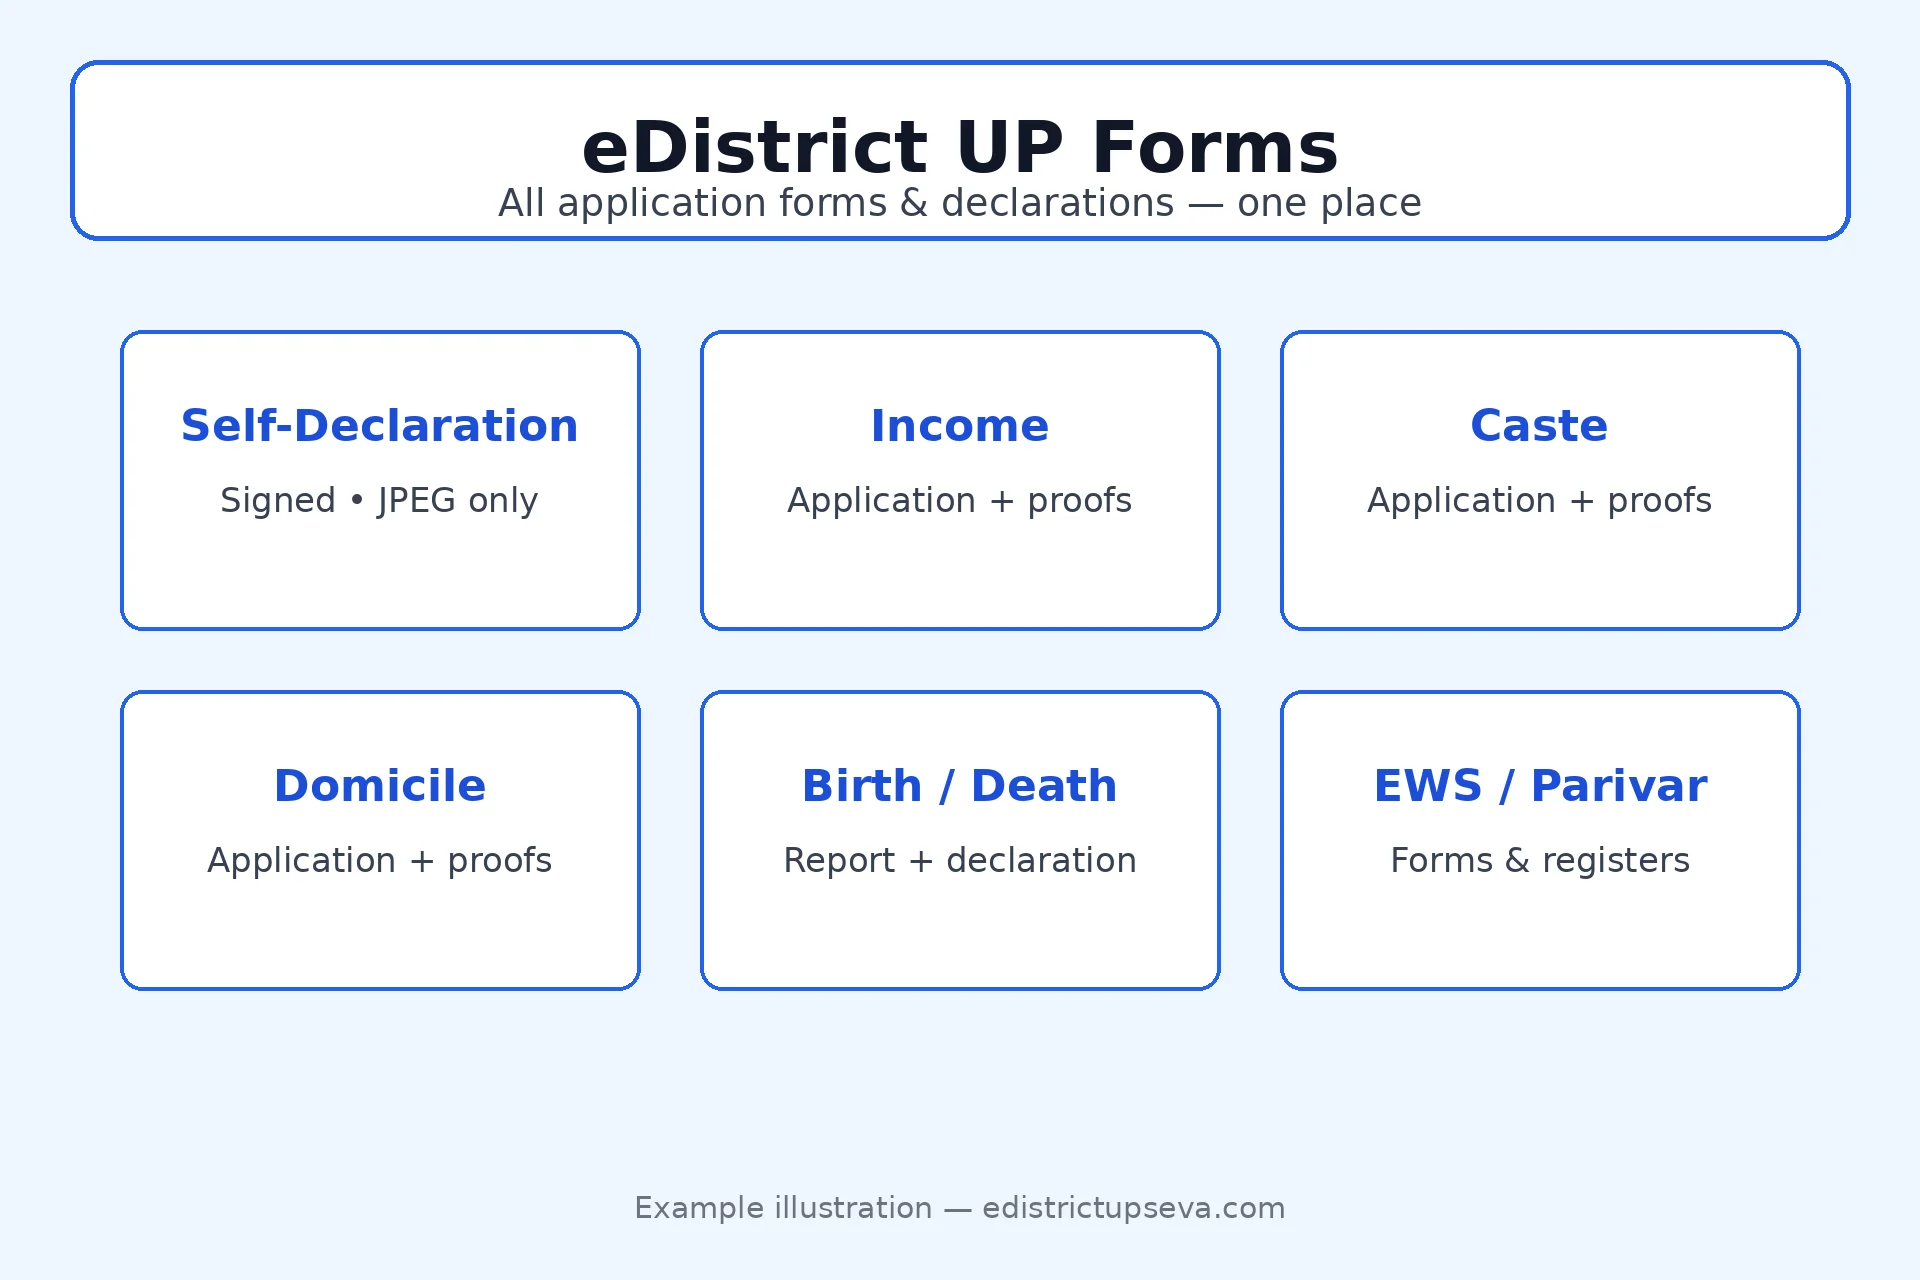 eDistrict UP Forms
All application forms & declarations — one place
Self-Declaration
Signed • JPEG only
Income
Application + proofs
Caste
Application + proofs
Domicile
Application + proofs
Birth / Death
Report + declaration
EWS / Parivar
Forms & registers
Example illustration — edistrictupseva.com